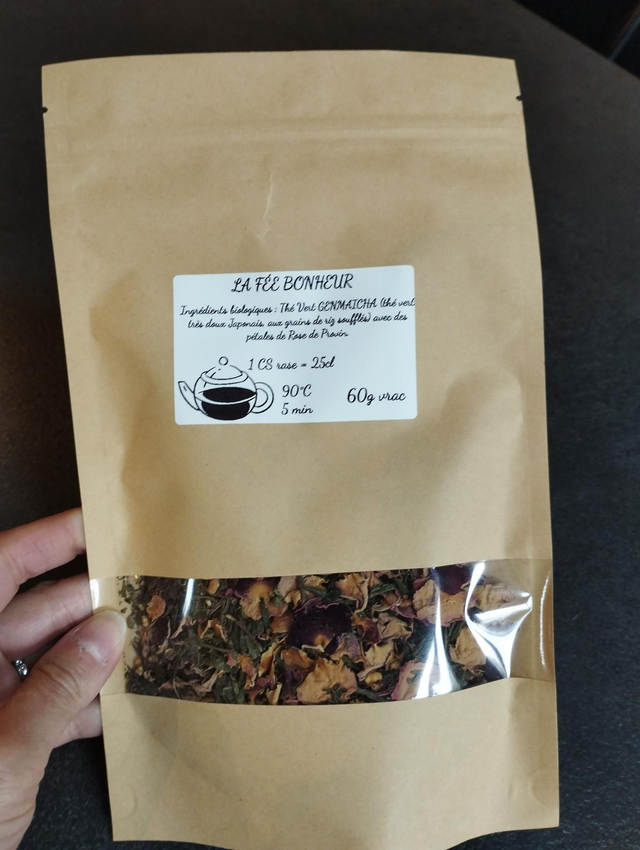 LA FÉE BONHEUR
Ingrédients biologiques : Thé Vert GENMAICHA (thé vert
très doux Japonais, aux grains de riz soufflés) avec des
pétales de Rose de Provin.
1 CS rase = 25cl
90°C
5 min
60g vrac